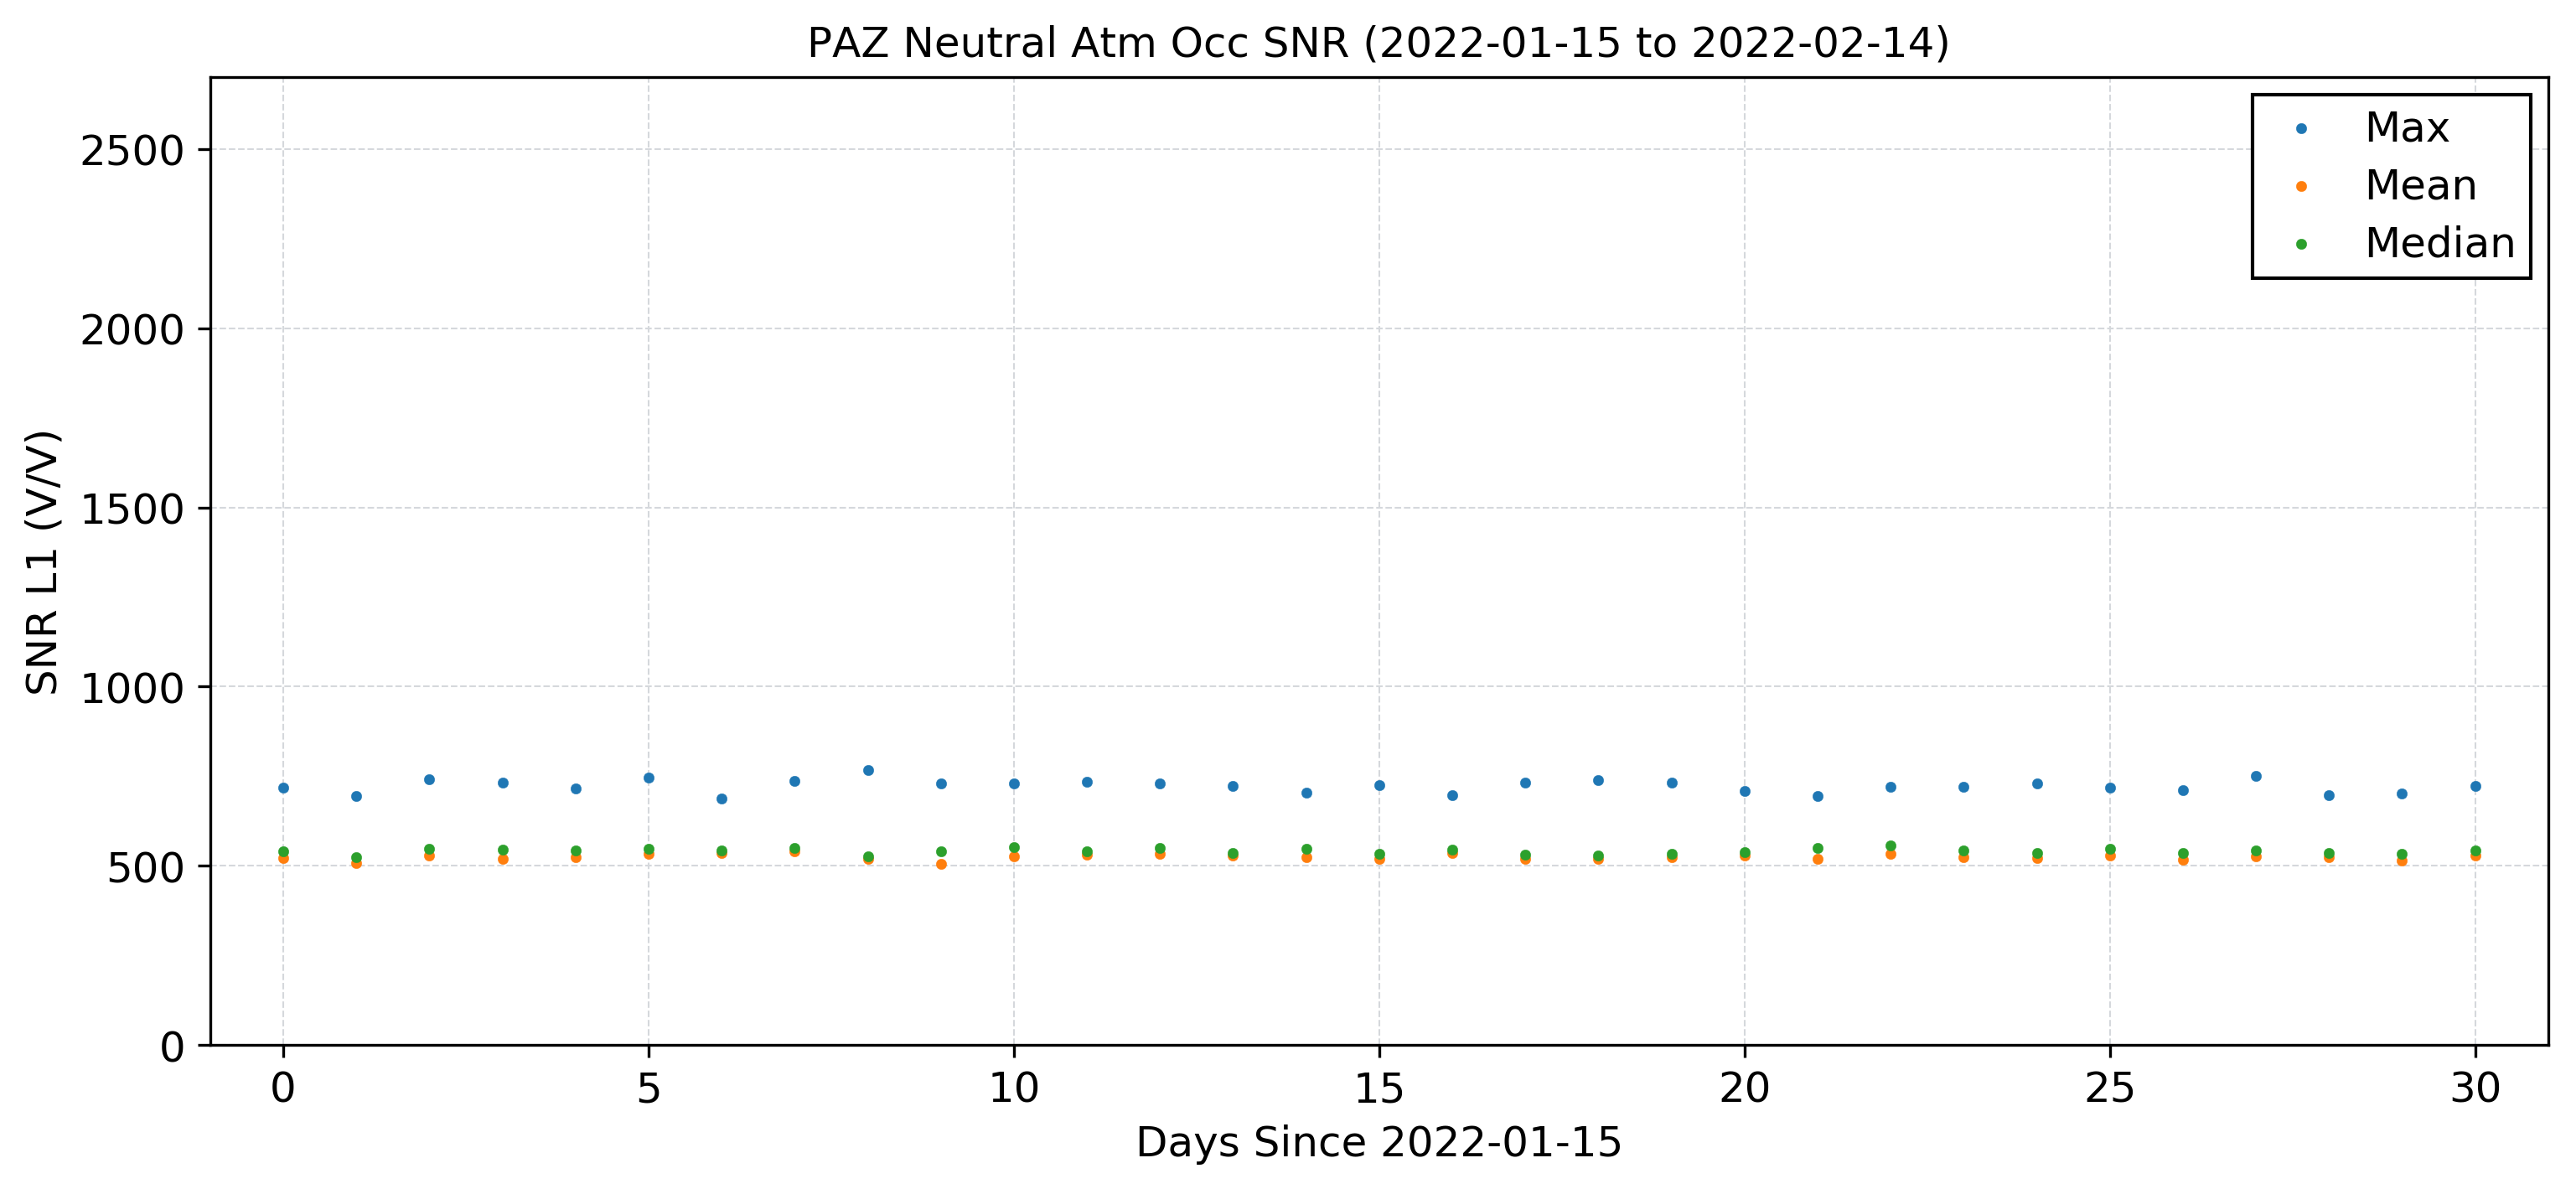 PAZ Neutral Atm Occ SNR (2022-01-15 to 2022-02-14)
Max
Mean
Median
SNR L1 (V/V)
2500
2000
1500
1000
500
0
0 5 10 15 20 25 30
Days Since 2022-01-15